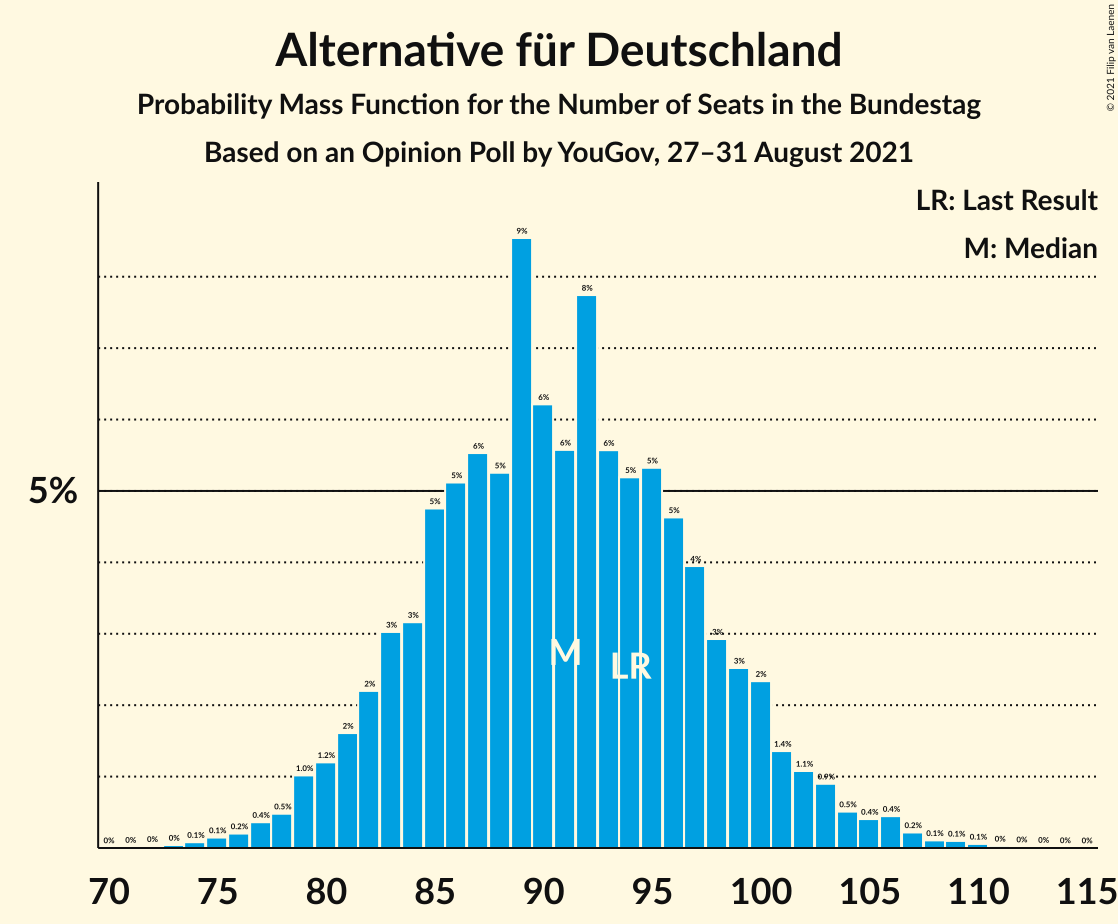 Alternative für Deutschland
Probability Mass Function for the Number of Seats in the Bundestag
Based on an Opinion Poll by YouGov, 27–31 August 2021
© 2021 Filip van Laenen
LR: Last Result
M: Median
5%
0% 0% 0% 0% 0.1% 0.1% 0.2% 0.4% 0.5% 1.0% 1.2% 2% 2% 3% 3% 5% 5% 6% 5% 9% 6% 6% 8% 6% 5% 5% 5% 4% 3% 3% 2% 1.4% 1.1% 0.9% 0.5% 0.4% 0.4% 0.2% 0.1% 0.1% 0.1% 0% 0% 0% 0% 0%
M LR
70 75 80 85 90 95 100 105 110 115